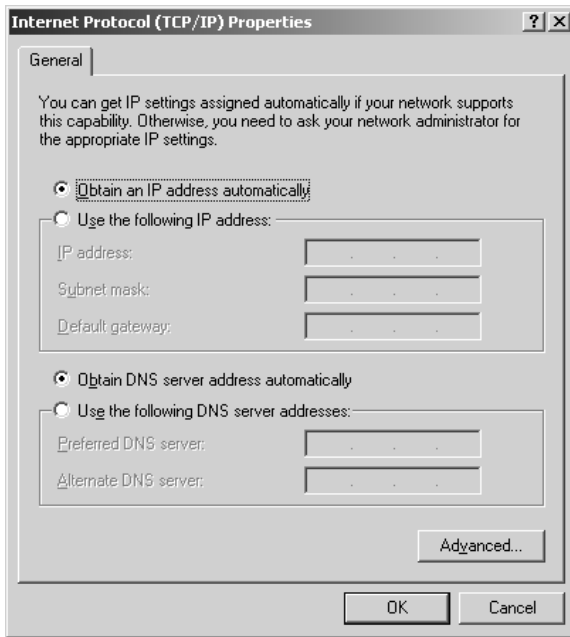 Internet Protocol (TCP/IP) Properties
General
You can get IP settings assigned automatically if your network supports
this capability. Otherwise, you need to ask your network administrator for
the appropriate IP settings.
Obtain an IP address automatically
Use the following IP address:
IP address:
Subnet mask:
Default gateway:
Obtain DNS server address automatically
Use the following DNS server addresses:
Preferred DNS server:
Alternate DNS server:
Advanced...
OK
Cancel